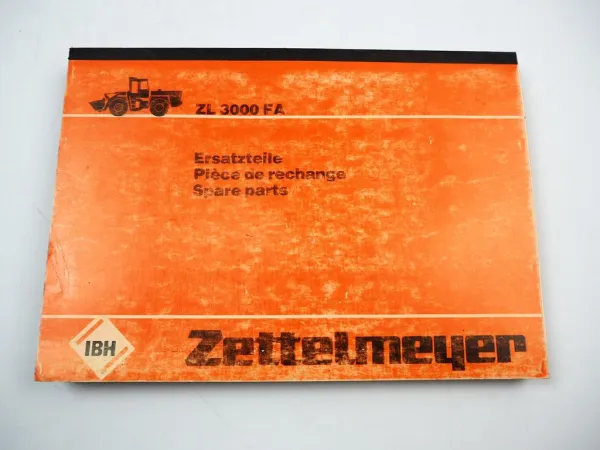 ZL 3000 FA
Ersatzteile
Pièce de rechange
Spare parts
IBH
Zettelmeyer